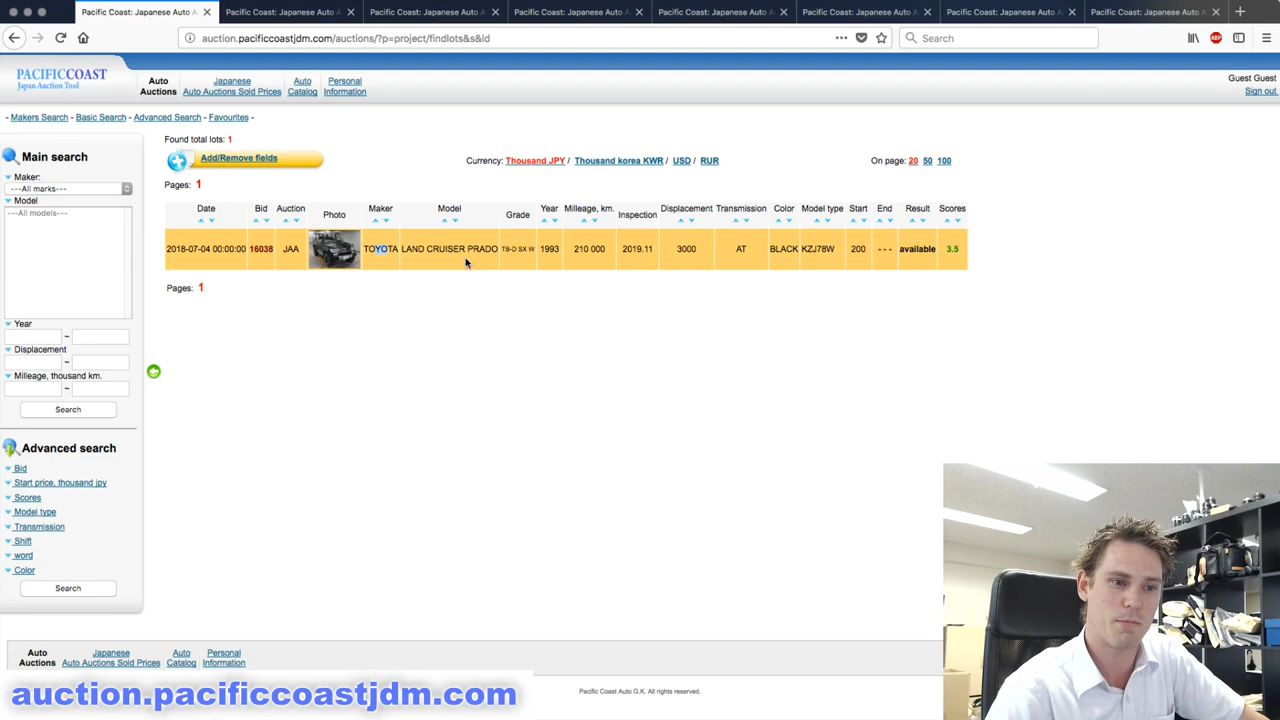 Pacific Coast: Japanese Auto A
Pacific Coast: Japanese Auto A
Pacific Coast: Japanese Auto A
Pacific Coast: Japanese Auto A
Pacific Coast: Japanese Auto A
Pacific Coast: Japanese Auto A
Pacific Coast: Japanese Auto A
Pacific Coast: Japanese Auto A
auction.pacificcoastjdm.com/auctions/?p=project/findlots&s&ld
Search
ABP
PACIFICCOAST
Japan Auction Tool
Auto Auctions
Japanese Auto Auctions Sold Prices
Auto Catalog
Personal Information
Guest Guest
Sign out
- Makers Search - Basic Search - Advanced Search - Favourites -
Found total lots: 1
Add/Remove fields
Currency: Thousand JPY / Thousand korea KWR / USD / RUR
On page: 20 50 100
Pages: 1
Date Bid Auction Photo Maker Model Grade Year Mileage, km. Inspection Displacement Transmission Color Model type Start End Result Scores
2018-07-04 00:00:00 16038 JAA TOYOTA LAND CRUISER PRADO TB-D SX W 1993 210 000 2019.11 3000 AT BLACK KZJ78W 200 - - - available 3.5
Pages: 1
Main search
Maker:
---All marks---
Model
---All models---
Year
~
Displacement
~
Milleage, thousand km.
~
Search
Advanced search
Bid
Start price, thousand jpy
Scores
Model type
Transmission
Shift
word
Color
Search
Auto Auctions
Japanese Auto Auctions Sold Prices
Auto Catalog
Personal Information
auction.pacificcoastjdm.com
Pacific Coast Auto G.K. All rights reserved.